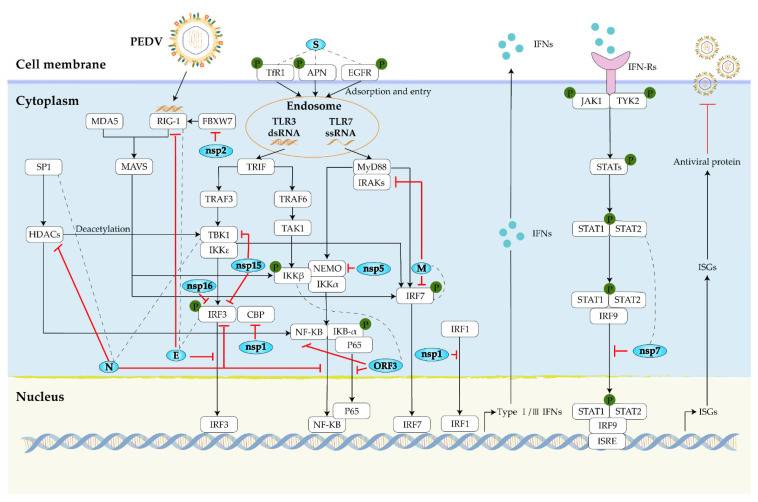 PEDV
S
P
P
P
TfR1
APN
EGFR
IFNs
IFN-Rs
Cell membrane
Adsorption and entry
Cytoplasm
Endosome
TLR3
dsRNA
TLR7
ssRNA
P
P
JAK1
TYK2
MDA5
RIG-1
FBXW7
nsp2
SP1
MAVS
TRIF
MyD88
IRAKs
P
STATs
Antiviral protein
TRAF3
TRAF6
HDACs
Deacetylation
TBK1
IKKε
TAK1
IFNs
P
STAT1
STAT2
nsp15
P
IKKβ
NEMO
IKKα
nsp5
M
P
IRF7
ISGs
nsp16
P
IRF3
CBP
P
STAT1
STAT2
IRF9
NF-KB
IKB-α
P
P65
IRF1
nsp1
E
N
nsp1
nsp7
ORF3
Nucleus
IRF3
P65
NF-KB
IRF7
IRF1
Type Ⅰ/Ⅲ IFNs
P
STAT1
STAT2
IRF9
ISRE
ISGs